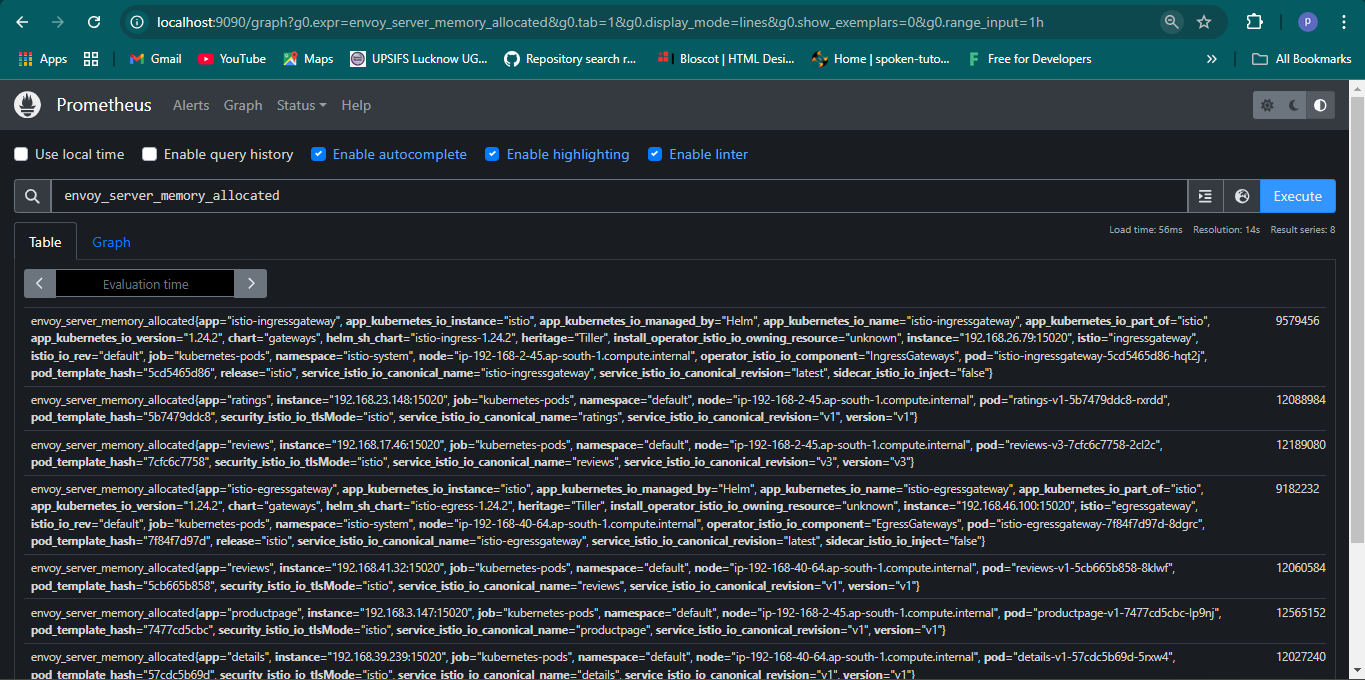 localhost:9090/graph?g0.expr=envoy_server_memory_allocated&g0.tab=1&g0.display_mode=lines&g0.show_exemplars=0&g0.range_input=1h
p
Apps Gmail YouTube Maps UPSIFS Lucknow UG... Repository search r... Bloscot | HTML Desi... Home | spoken-tuto... Free for Developers » All Bookmarks
Prometheus Alerts Graph Status Help
Use local time Enable query history Enable autocomplete Enable highlighting Enable linter
envoy_server_memory_allocated Execute
Load time: 56ms Resolution: 14s Result series: 8
Table Graph
Evaluation time
envoy_server_memory_allocated{app="istio-ingressgateway", app_kubernetes_io_instance="istio", app_kubernetes_io_managed_by="Helm", app_kubernetes_io_name="istio-ingressgateway", app_kubernetes_io_part_of="istio", 9579456
app_kubernetes_io_version="1.24.2", chart="gateways", helm_sh_chart="istio-ingress-1.24.2", heritage="Tiller", install_operator_istio_io_owning_resource="unknown", instance="192.168.26.79:15020", istio="ingressgateway",
istio_io_rev="default", job="kubernetes-pods", namespace="istio-system", node="ip-192-168-2-45.ap-south-1.compute.internal", operator_istio_io_component="IngressGateways", pod="istio-ingressgateway-5cd5465d86-hqt2j",
pod_template_hash="5cd5465d86", release="istio", service_istio_io_canonical_name="istio-ingressgateway", service_istio_io_canonical_revision="latest", sidecar_istio_io_inject="false"}
envoy_server_memory_allocated{app="ratings", instance="192.168.23.148:15020", job="kubernetes-pods", namespace="default", node="ip-192-168-2-45.ap-south-1.compute.internal", pod="ratings-v1-5b7479ddc8-rxrdd", 12088984
pod_template_hash="5b7479ddc8", security_istio_io_tlsMode="istio", service_istio_io_canonical_name="ratings", service_istio_io_canonical_revision="v1", version="v1"}
envoy_server_memory_allocated{app="reviews", instance="192.168.17.46:15020", job="kubernetes-pods", namespace="default", node="ip-192-168-2-45.ap-south-1.compute.internal", pod="reviews-v3-7cfc6c7758-2cl2c", 12189080
pod_template_hash="7cfc6c7758", security_istio_io_tlsMode="istio", service_istio_io_canonical_name="reviews", service_istio_io_canonical_revision="v3", version="v3"}
envoy_server_memory_allocated{app="istio-egressgateway", app_kubernetes_io_instance="istio", app_kubernetes_io_managed_by="Helm", app_kubernetes_io_name="istio-egressgateway", app_kubernetes_io_part_of="istio", 9182232
app_kubernetes_io_version="1.24.2", chart="gateways", helm_sh_chart="istio-egress-1.24.2", heritage="Tiller", install_operator_istio_io_owning_resource="unknown", instance="192.168.46.100:15020", istio="egressgateway",
istio_io_rev="default", job="kubernetes-pods", namespace="istio-system", node="ip-192-168-40-64.ap-south-1.compute.internal", operator_istio_io_component="EgressGateways", pod="istio-egressgateway-7f84f7d97d-8dgrc",
pod_template_hash="7f84f7d97d", release="istio", service_istio_io_canonical_name="istio-egressgateway", service_istio_io_canonical_revision="latest", sidecar_istio_io_inject="false"}
envoy_server_memory_allocated{app="reviews", instance="192.168.41.32:15020", job="kubernetes-pods", namespace="default", node="ip-192-168-40-64.ap-south-1.compute.internal", pod="reviews-v1-5cb665b858-8klwf", 12060584
pod_template_hash="5cb665b858", security_istio_io_tlsMode="istio", service_istio_io_canonical_name="reviews", service_istio_io_canonical_revision="v1", version="v1"}
envoy_server_memory_allocated{app="productpage", instance="192.168.3.147:15020", job="kubernetes-pods", namespace="default", node="ip-192-168-2-45.ap-south-1.compute.internal", pod="productpage-v1-7477cd5cbc-lp9nj", 12565152
pod_template_hash="7477cd5cbc", security_istio_io_tlsMode="istio", service_istio_io_canonical_name="productpage", service_istio_io_canonical_revision="v1", version="v1"}
envoy_server_memory_allocated{app="details", instance="192.168.39.239:15020", job="kubernetes-pods", namespace="default", node="ip-192-168-40-64.ap-south-1.compute.internal", pod="details-v1-57cdc5b69d-5rxw4", 12027240
pod_template_hash="57cdc5b69d", security_istio_io_tlsMode="istio", service_istio_io_canonical_name="details", service_istio_io_canonical_revision="v1", version="v1"}